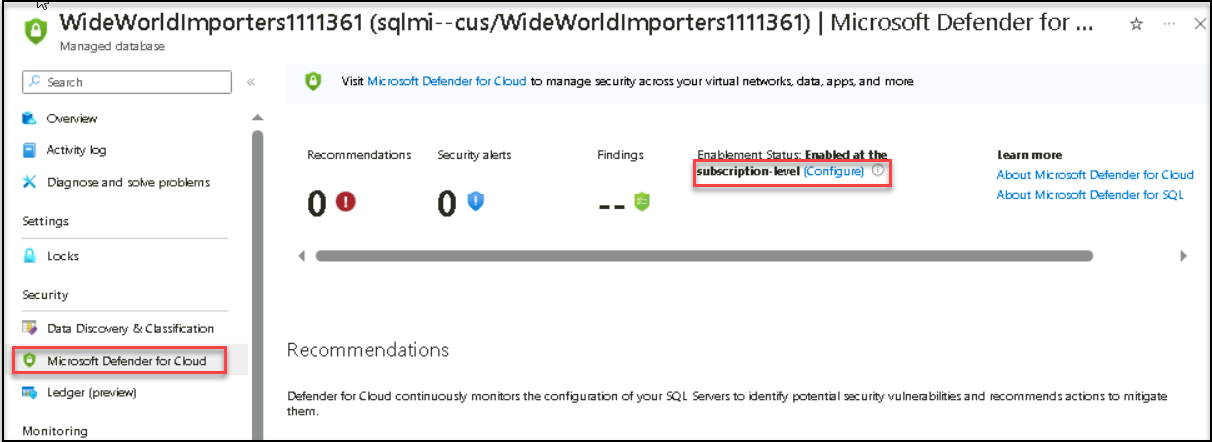 WideWorldImporters1111361 (sqlmi--cus/WideWorldImporters1111361) | Microsoft Defender for ...
Managed database
Search
Visit Microsoft Defender for Cloud to manage security across your virtual networks, data, apps, and more
Overview
Activity log
Diagnose and solve problems
Settings
Locks
Security
Data Discovery & Classification
Microsoft Defender for Cloud
Ledger (preview)
Monitoring
Recommendations
0
Security alerts
0
Findings
--
Enablement Status: Enabled at the
subscription-level (Configure)
Learn more
About Microsoft Defender for Cloud
About Microsoft Defender for SQL
Recommendations
Defender for Cloud continuously monitors the configuration of your SQL Servers to identify potential security vulnerabilities and recommends actions to mitigate
them.